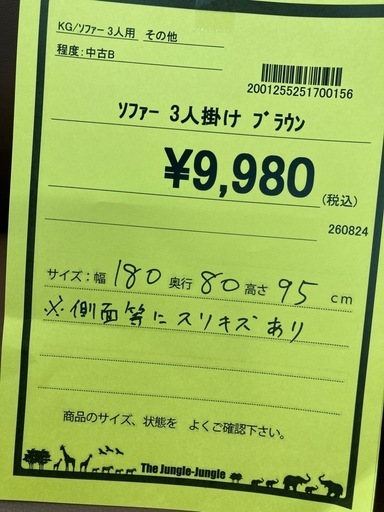 KG/ソファー 3人用 その他
程度:中古B
2001255251700156
ソファー 3人掛け ブラウン
¥9,980
(税込)
260824
サイズ:幅 180 奥行 80 高さ 95 cm
※側面等にスリキズあり
商品のサイズ、状態を よくご確認下さい。
The Jungle-Jungle